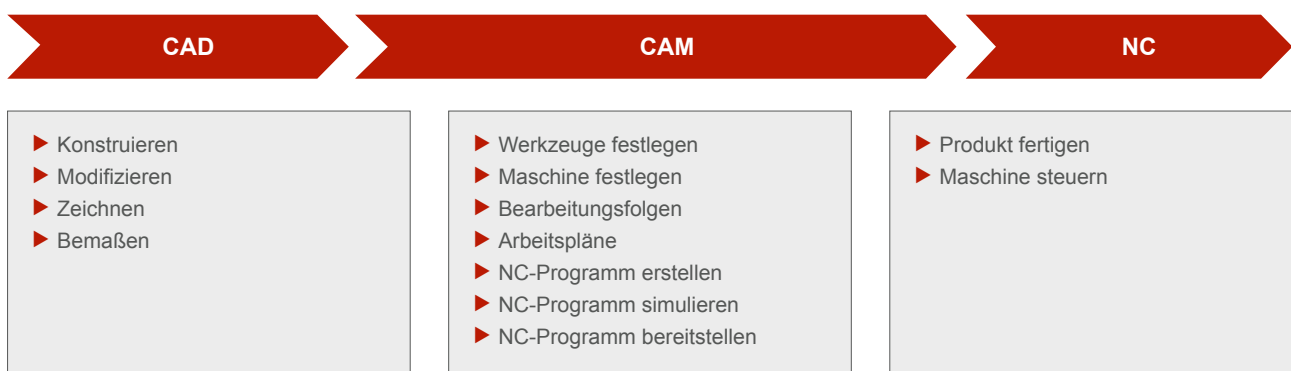 CAD
CAM
NC
Konstruieren
Modifizieren
Zeichnen
Bemaßen
Werkzeuge festlegen
Maschine festlegen
Bearbeitungsfolgen
Arbeitspläne
NC-Programm erstellen
NC-Programm simulieren
NC-Programm bereitstellen
Produkt fertigen
Maschine steuern